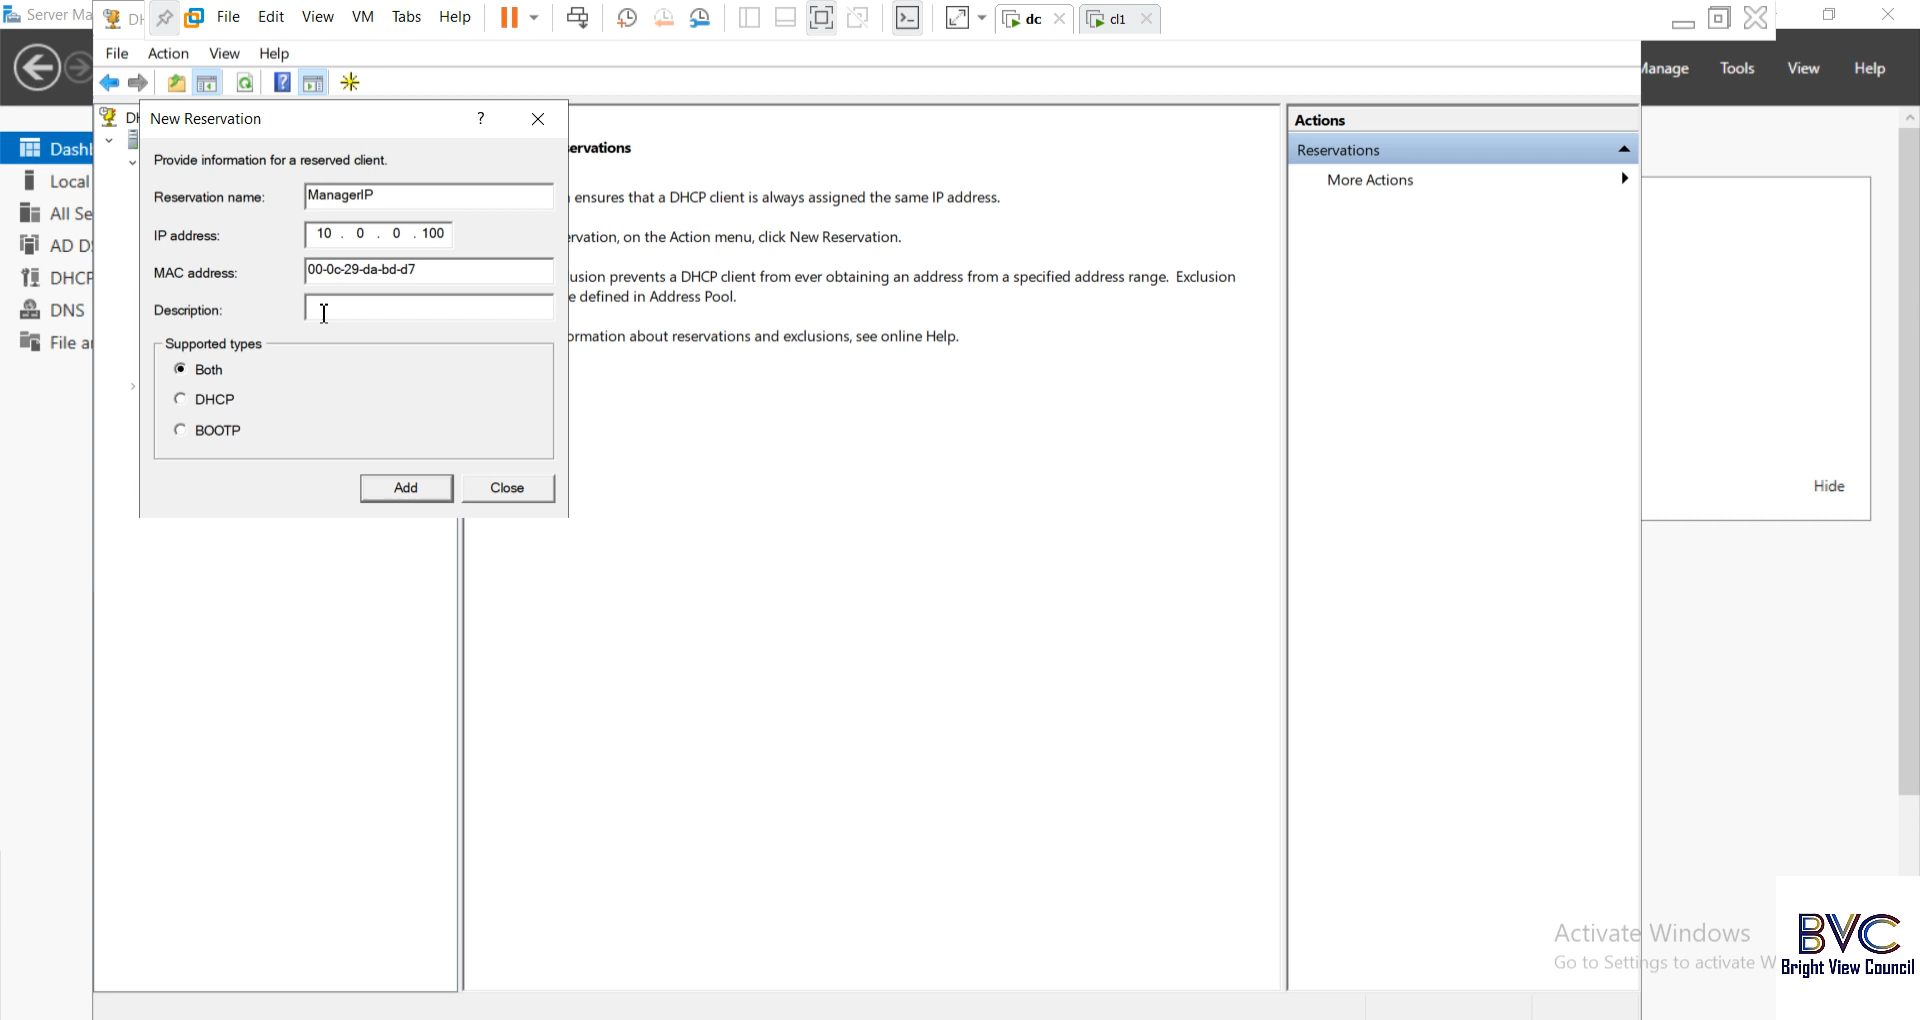 Server Ma
File Edit View VM Tabs Help
dc
cl1
File Action View Help
Manage Tools View Help
New Reservation
?
Provide information for a reserved client.
Reservation name: ManagerIP
IP address: 10 . 0 . 0 . 100
MAC address: 00-0c-29-da-bd-d7
Description:
Supported types
Both
DHCP
BOOTP
Add Close
Dashb
Local
All Se
AD DS
DHCP
DNS
File an
ervations
ensures that a DHCP client is always assigned the same IP address.
rvation, on the Action menu, click New Reservation.
usion prevents a DHCP client from ever obtaining an address from a specified address range. Exclusion
e defined in Address Pool.
ormation about reservations and exclusions, see online Help.
Actions
Reservations
More Actions
Hide
Activate Windows
Go to Settings to activate W
BVC
Bright View Council